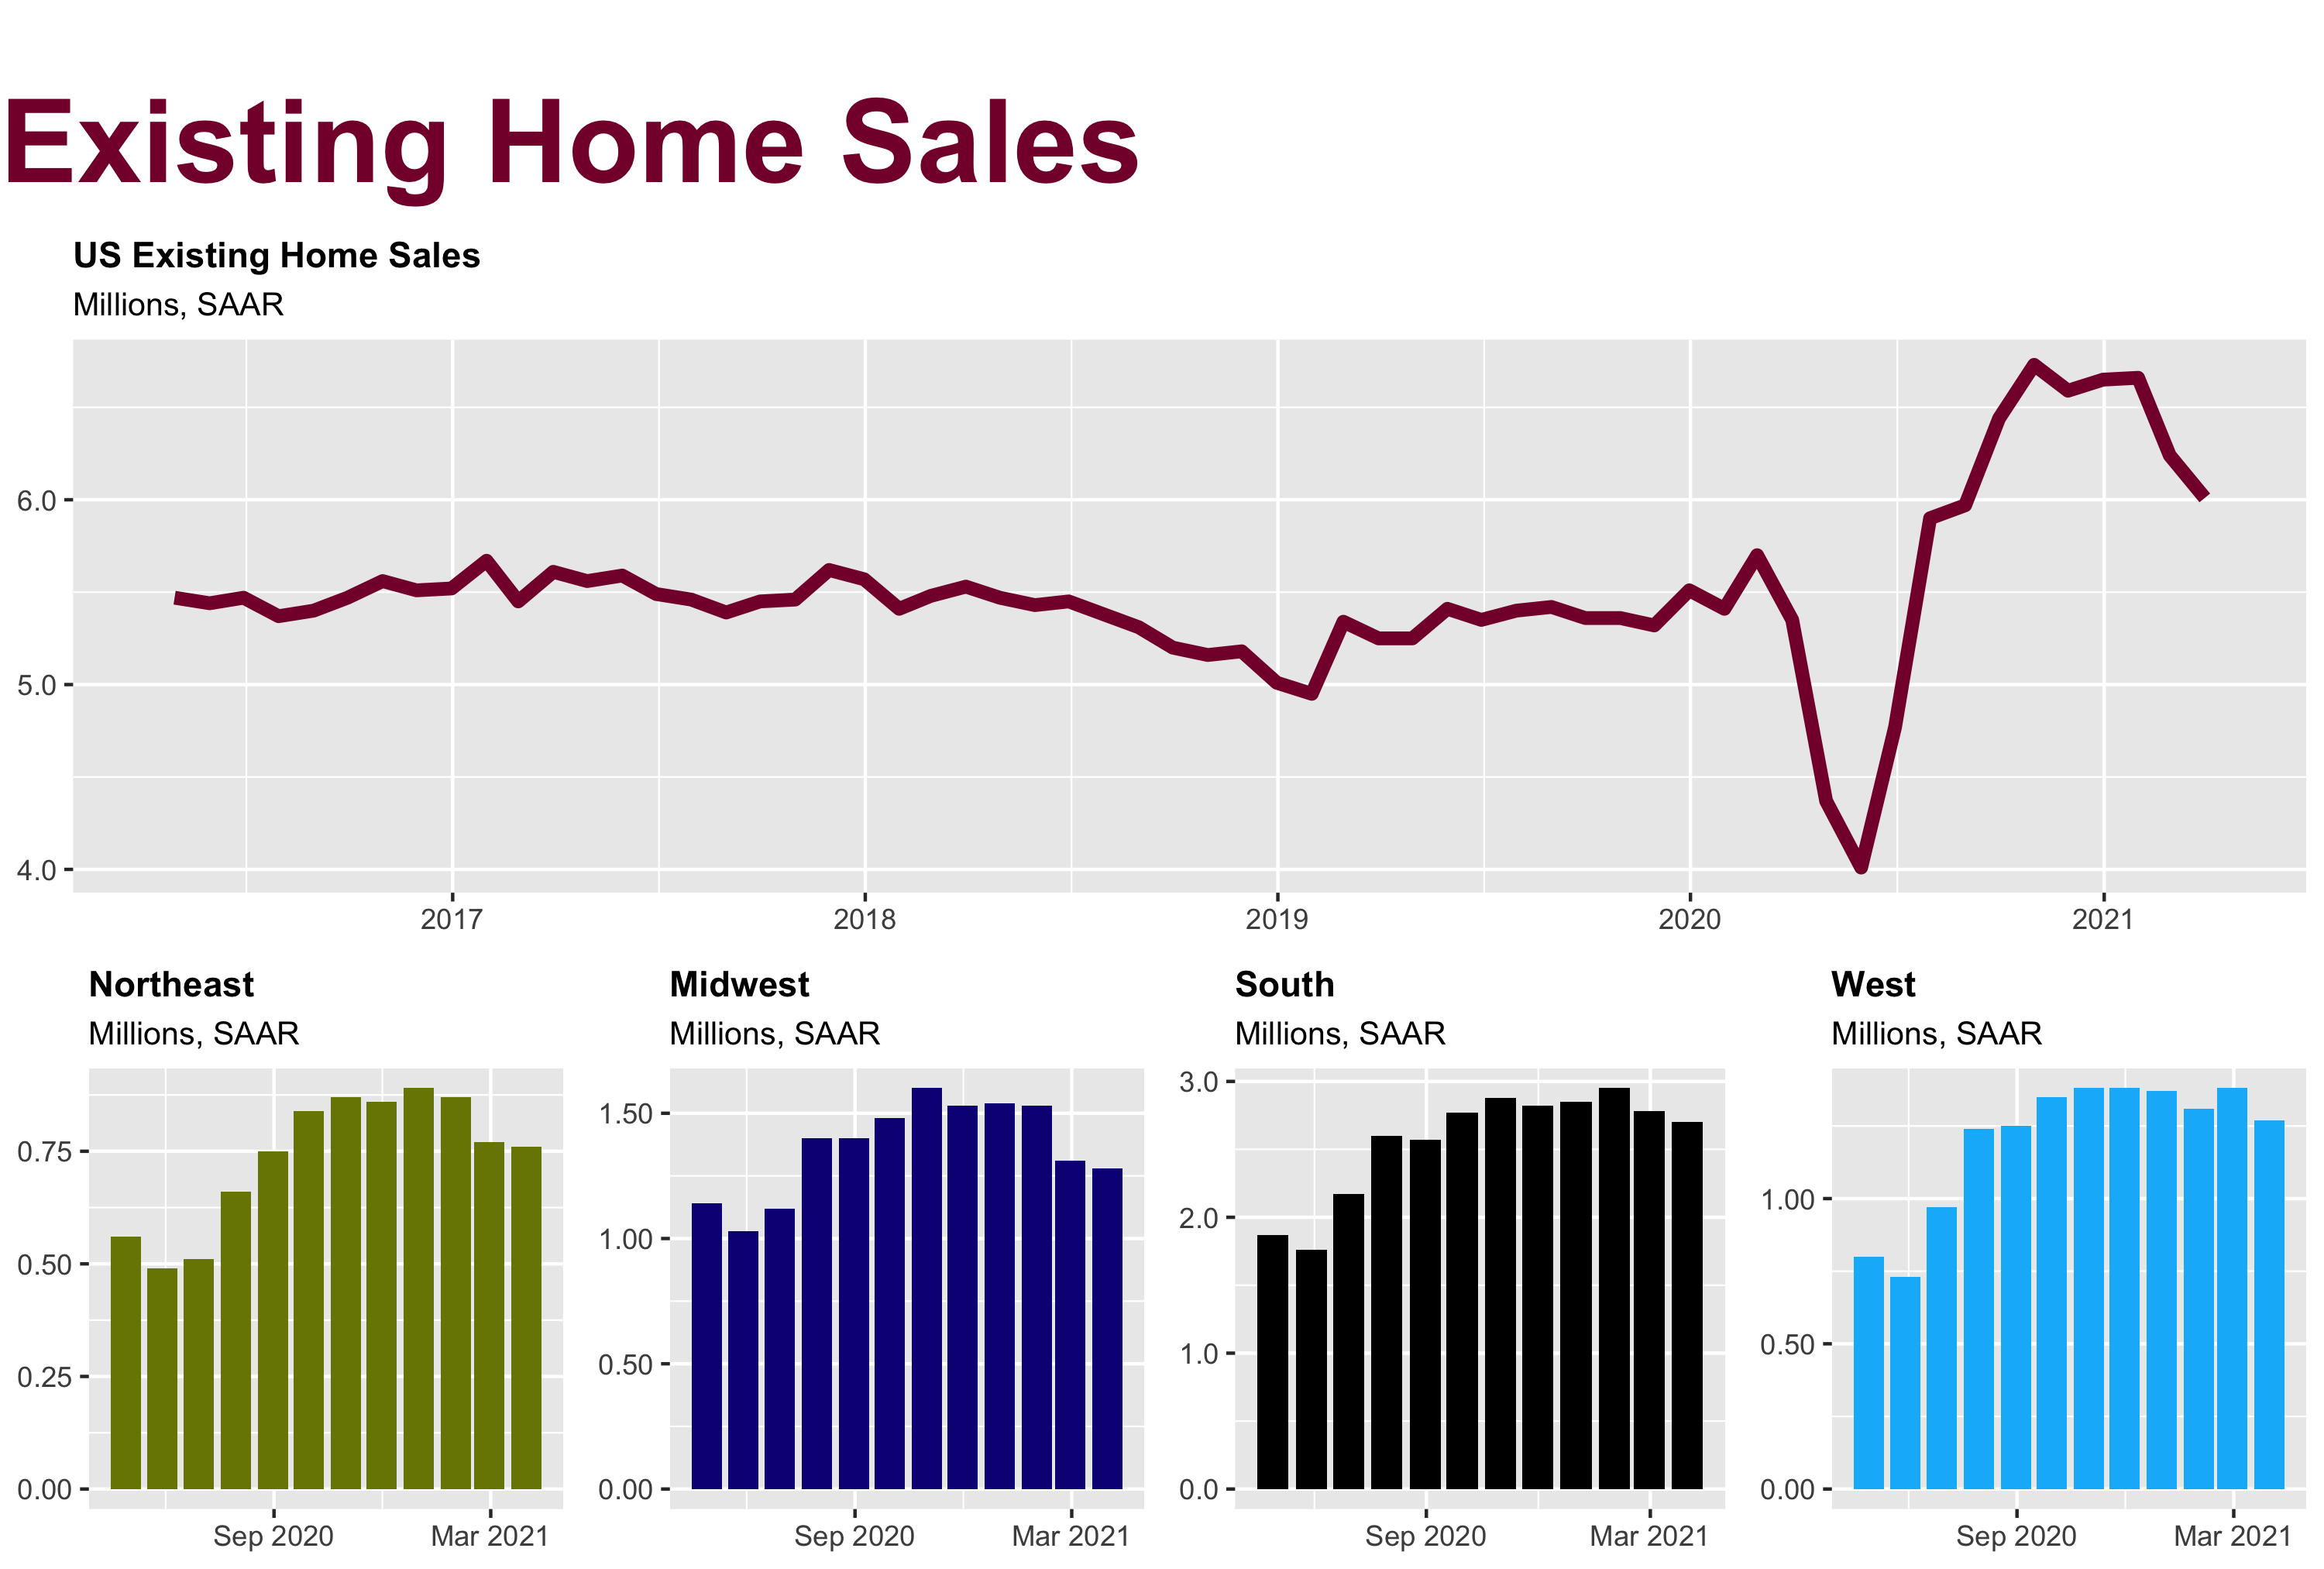 Existing Home Sales
US Existing Home Sales
Millions, SAAR
6.0
5.0
4.0
2017 2018 2019 2020 2021
Northeast
Millions, SAAR
0.75
0.50
0.25
0.00
Sep 2020 Mar 2021
Midwest
Millions, SAAR
1.50
1.00
0.50
0.00
Sep 2020 Mar 2021
South
Millions, SAAR
3.0
2.0
1.0
0.0
Sep 2020 Mar 2021
West
Millions, SAAR
1.00
0.50
0.00
Sep 2020 Mar 2021